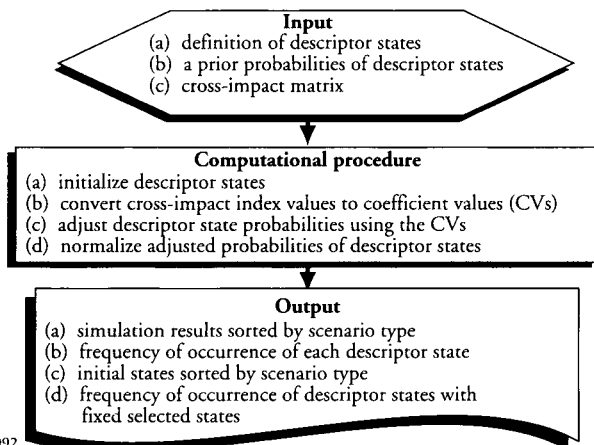 Input
(a) definition of descriptor states
(b) a prior probabilities of descriptor states
(c) cross-impact matrix
Computational procedure
(a) initialize descriptor states
(b) convert cross-impact index values to coefficient values (CVs)
(c) adjust descriptor state probabilities using the CVs
(d) normalize adjusted probabilities of descriptor states
Output
(a) simulation results sorted by scenario type
(b) frequency of occurrence of each descriptor state
(c) initial states sorted by scenario type
(d) frequency of occurrence of descriptor states with
fixed selected states